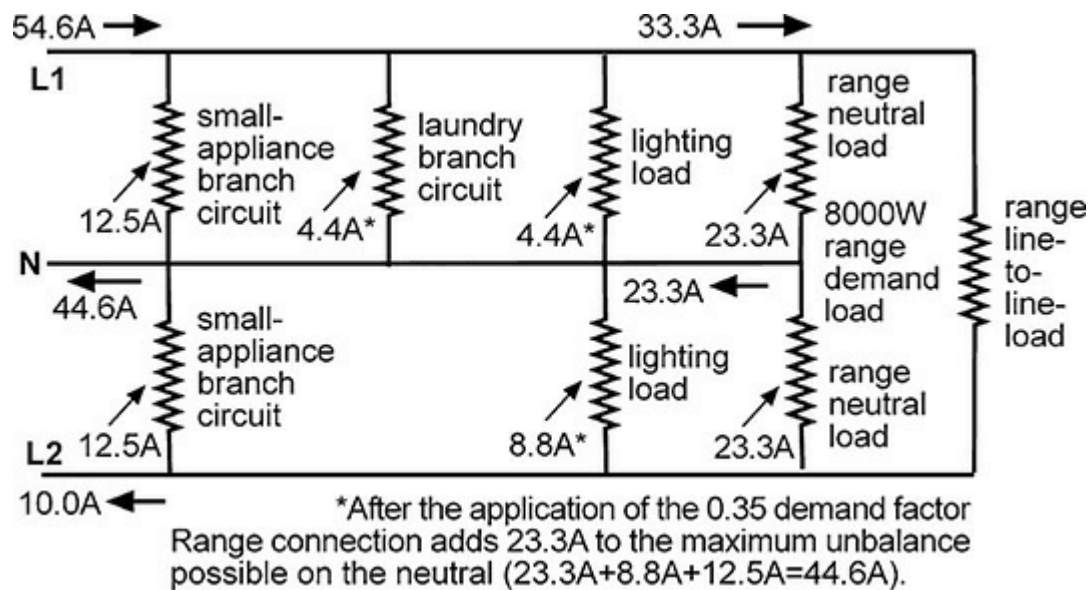 54.6A
33.3A
L1
small-
appliance
branch
circuit
12.5A
laundry
branch
circuit
4.4A*
lighting
load
4.4A*
range
neutral
load
23.3A
8000W
range
demand
load
range
line-
to-
line-
load
N
44.6A
23.3A
small-
appliance
branch
circuit
12.5A
lighting
load
8.8A*
range
neutral
load
23.3A
L2
10.0A
*After the application of the 0.35 demand factor
Range connection adds 23.3A to the maximum unbalance
possible on the neutral (23.3A+8.8A+12.5A=44.6A).